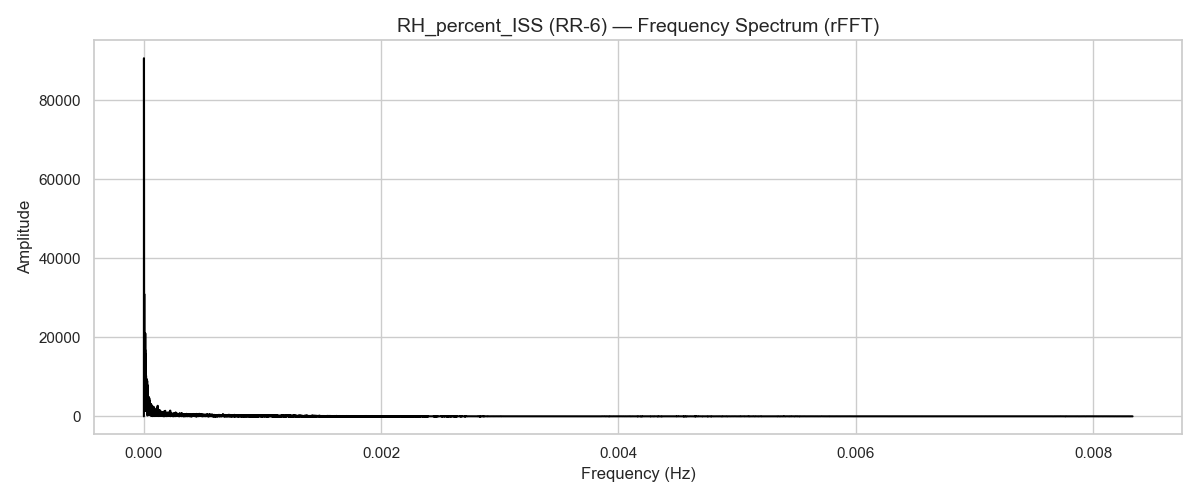 RH_percent_ISS (RR-6) — Frequency Spectrum (rFFT)
80000
60000
40000
20000
0
Amplitude
0.000 0.002 0.004 0.006 0.008
Frequency (Hz)